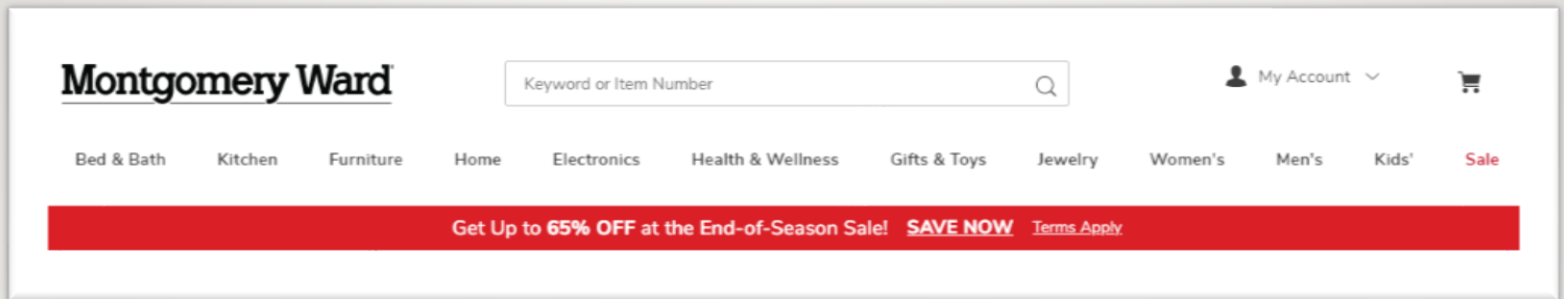 Montgomery Ward
Keyword or Item Number
My Account
Bed & Bath Kitchen Furniture Home Electronics Health & Wellness Gifts & Toys Jewelry Women's Men's Kids' Sale
Get Up to 65% OFF at the End-of-Season Sale! SAVE NOW Terms Apply